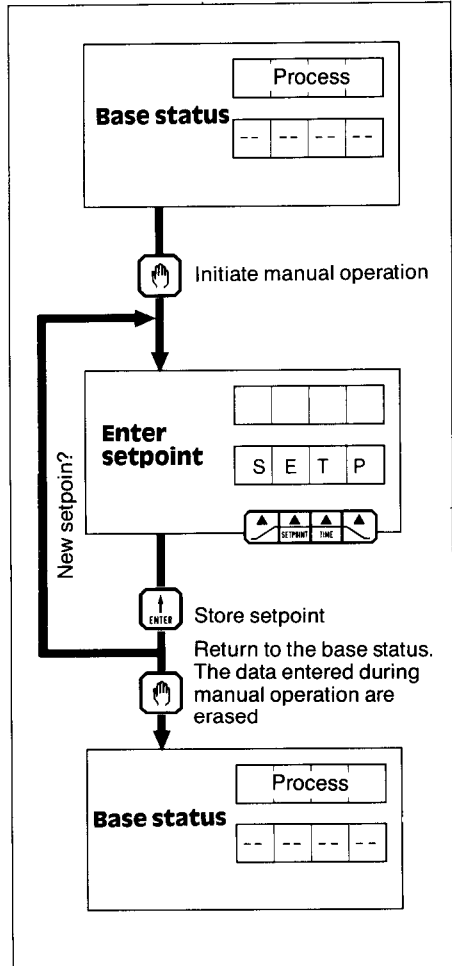 Process
Base status
-- -- -- --
Initiate manual operation
New setpoin?
Enter
setpoint
S E T P
SETPOINT TIME
ENTER
Store setpoint
Return to the base status.
The data entered during
manual operation are
erased
Process
Base status
-- -- -- --